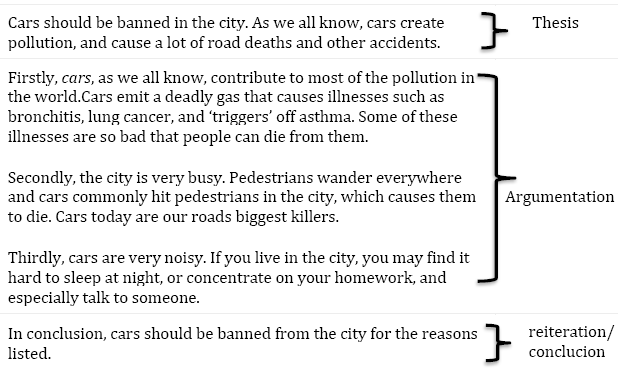 Cars should be banned in the city. As we all know, cars create
pollution, and cause a lot of road deaths and other accidents.
Thesis
Firstly, cars, as we all know, contribute to most of the pollution in
the world.Cars emit a deadly gas that causes illnesses such as
bronchitis, lung cancer, and ‘triggers’ off asthma. Some of these
illnesses are so bad that people can die from them.
Secondly, the city is very busy. Pedestrians wander everywhere
and cars commonly hit pedestrians in the city, which causes them
to die. Cars today are our roads biggest killers.
Thirdly, cars are very noisy. If you live in the city, you may find it
hard to sleep at night, or concentrate on your homework, and
especially talk to someone.
Argumentation
In conclusion, cars should be banned from the city for the reasons
listed.
reiteration/
conclucion